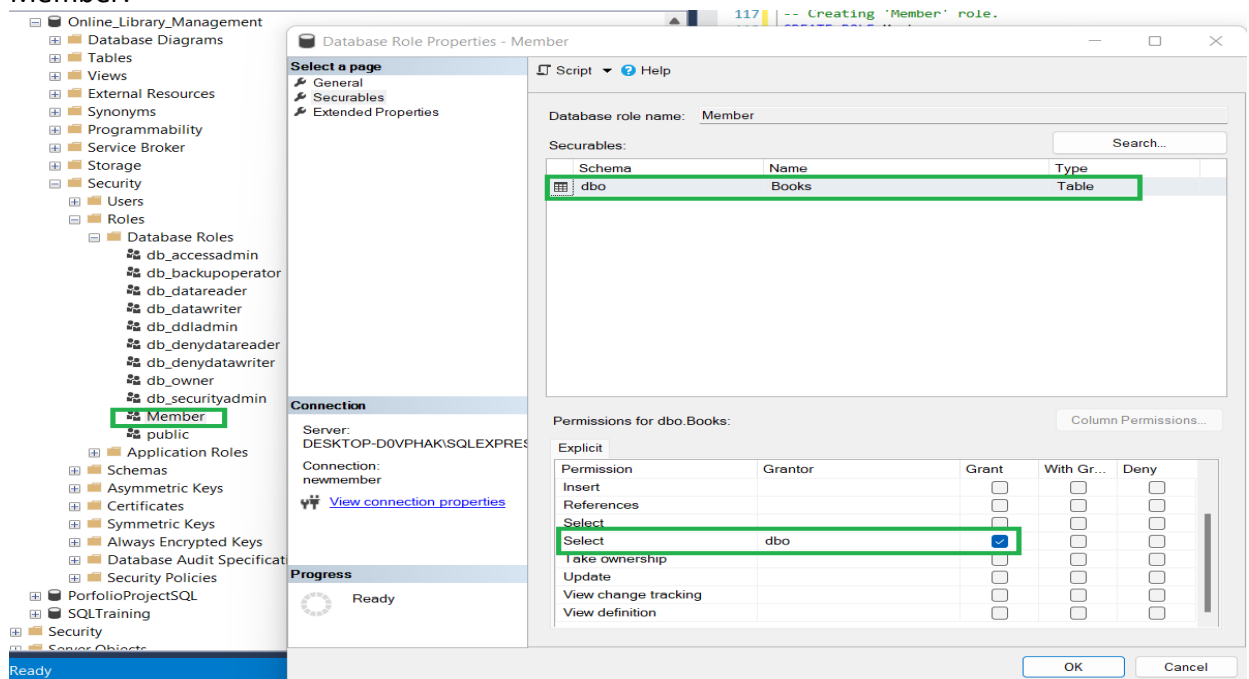 Online_Library_Management
Database Diagrams
Tables
Views
External Resources
Synonyms
Programmability
Service Broker
Storage
Security
Users
Roles
Database Roles
db_accessadmin
db_backupoperator
db_datareader
db_datawriter
db_ddladmin
db_denydatareader
db_denydatawriter
db_owner
db_securityadmin
Member
public
Application Roles
Schemas
Asymmetric Keys
Certificates
Symmetric Keys
Always Encrypted Keys
Database Audit Specificati
Security Policies
PorfolioProjectSQL
SQLTraining
Security
Server Objects
Ready
117 -- Creating 'Member' role.
Database Role Properties - Member
Select a page
General
Securables
Extended Properties
Connection
Server:
DESKTOP-D0VPHAK\SQLEXPRES
Connection:
newmember
View connection properties
Progress
Ready
Script Help
Database role name: Member
Securables: Search...
Schema Name Type
dbo Books Table
Permissions for dbo.Books: Column Permissions...
Explicit
Permission Grantor Grant With Gr... Deny
Insert
References
Select
Select dbo
Take ownership
Update
View change tracking
View definition
OK Cancel